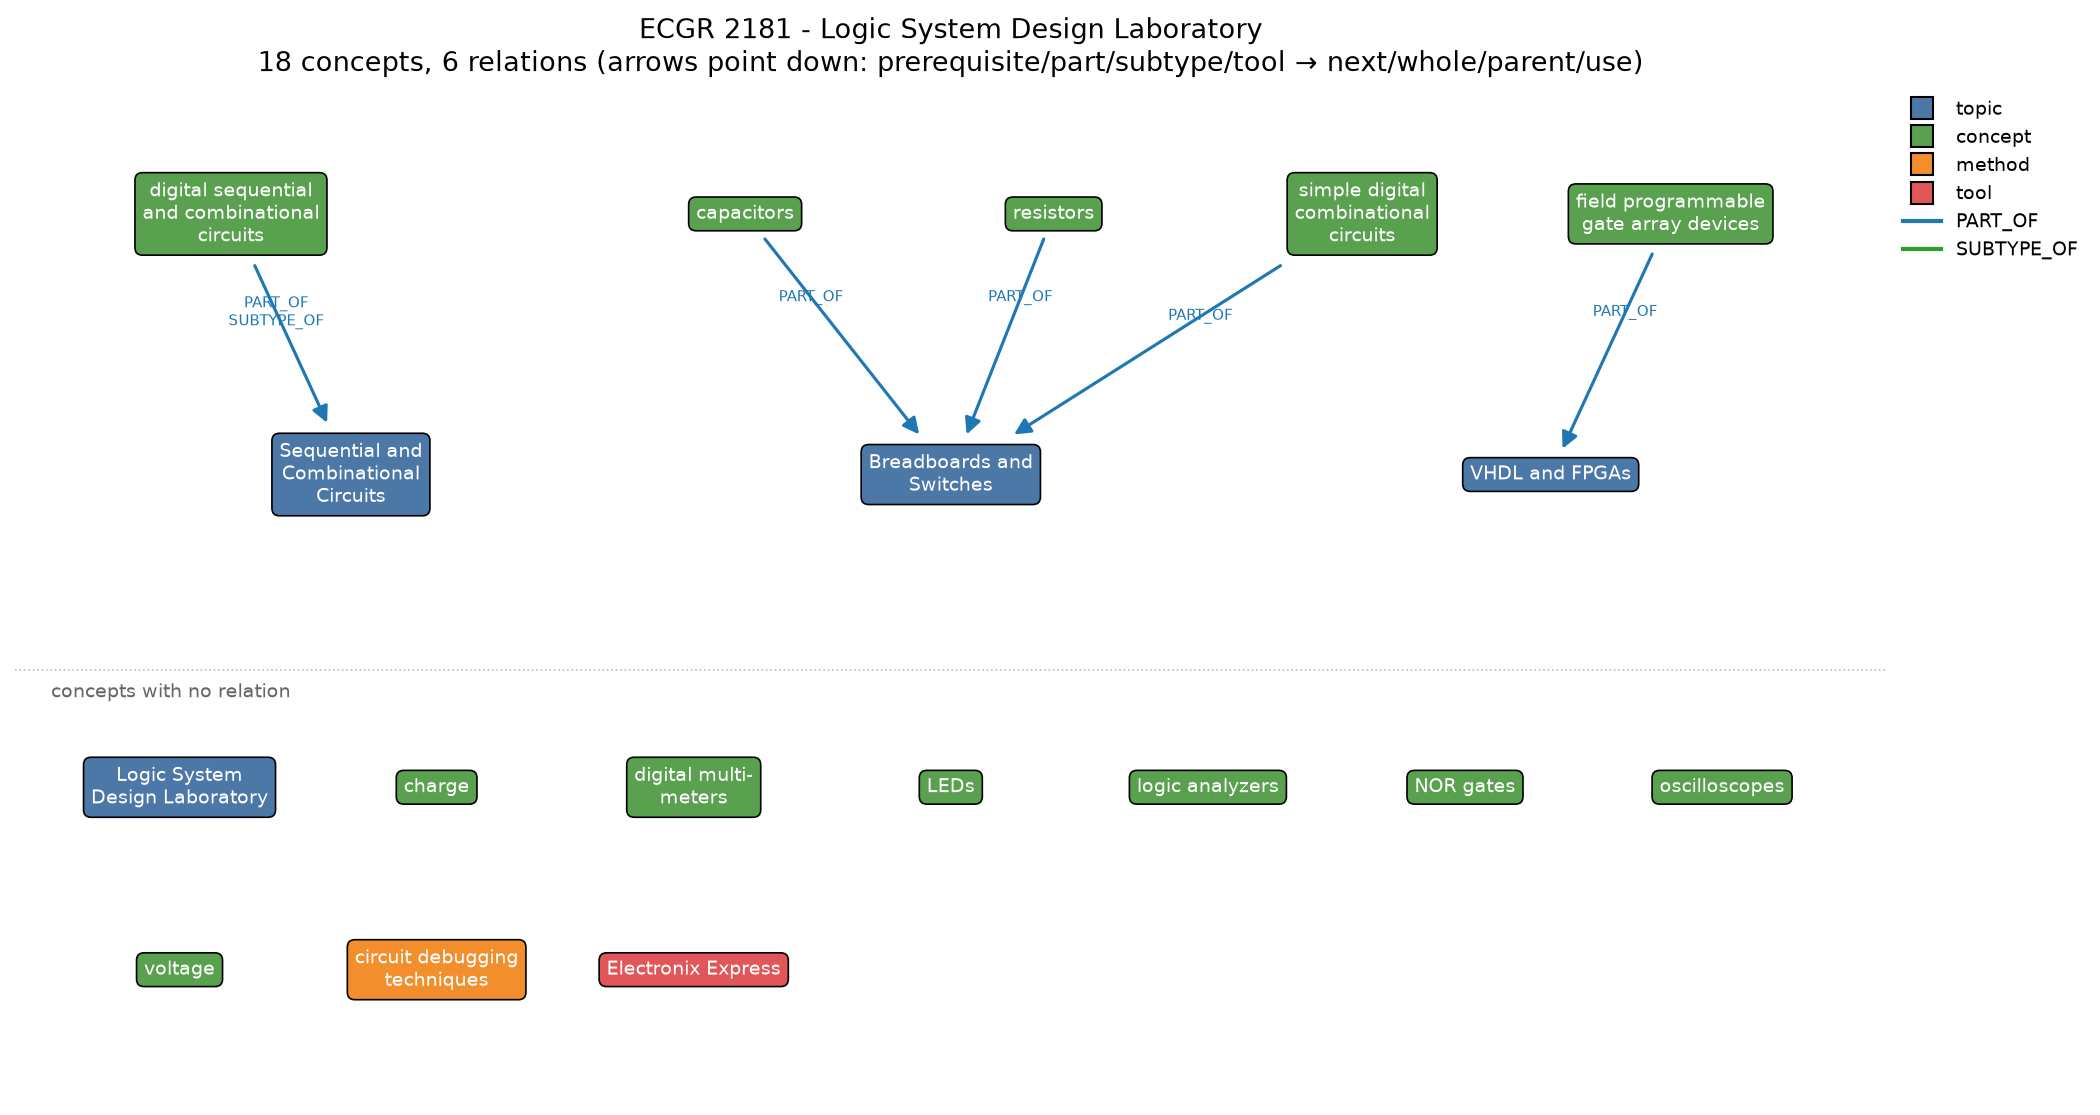 ECGR 2181 - Logic System Design Laboratory
18 concepts, 6 relations (arrows point down: prerequisite/part/subtype/tool → next/whole/parent/use)
topic
concept
method
tool
PART_OF
SUBTYPE_OF
digital sequential
and combinational
circuits
capacitors
resistors
simple digital
combinational
circuits
field programmable
gate array devices
PART_OF
SUBTYPE_OF
PART_OF
PART_OF
PART_OF
PART_OF
Sequential and
Combinational
Circuits
Breadboards and
Switches
VHDL and FPGAs
concepts with no relation
Logic System
Design Laboratory
charge
digital multi-
meters
LEDs
logic analyzers
NOR gates
oscilloscopes
voltage
circuit debugging
techniques
Electronix Express